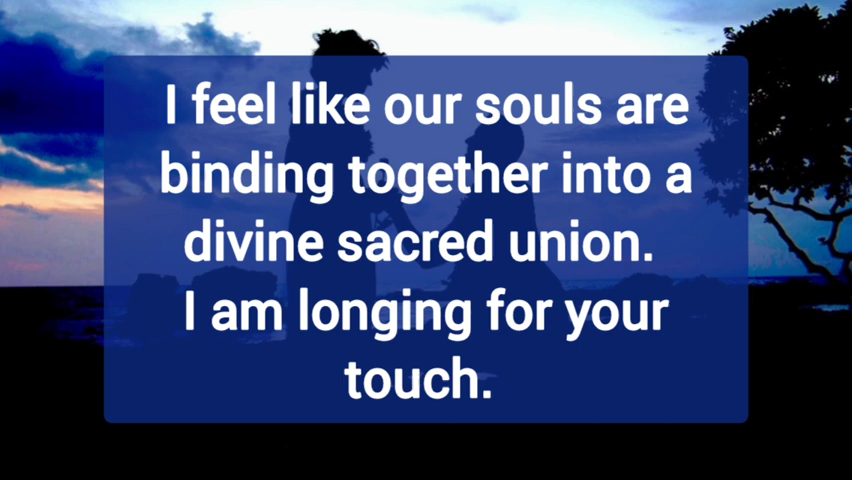 I feel like our souls are
binding together into a
divine sacred union.
I am longing for your
touch.